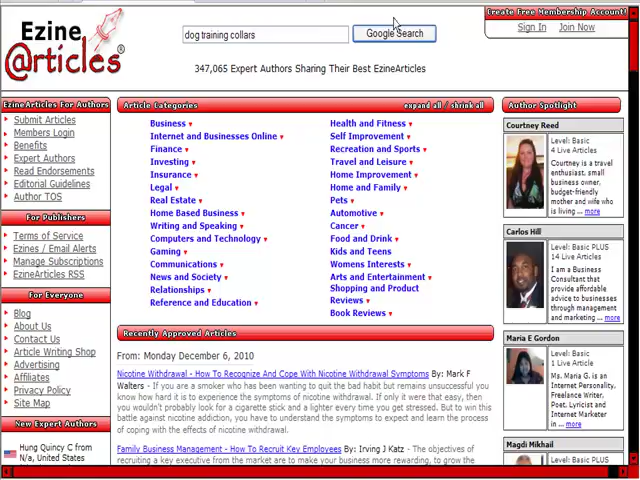 Create Free Membership Account!
Sign In Join Now
Ezine
@rticles
dog training collars
Google Search
347,065 Expert Authors Sharing Their Best EzineArticles
EzineArticles For Authors
Submit Articles
Members Login
Benefits
Expert Authors
Read Endorsements
Editorial Guidelines
Author TOS
For Publishers
Terms of Service
Ezines / Email Alerts
Manage Subscriptions
EzineArticles RSS
For Everyone
Blog
About Us
Contact Us
Article Writing Shop
Advertising
Affiliates
Privacy Policy
Site Map
New Expert Authors
Hung Quincy C from
N/a, United States
Article Categories expand all / shrink all
Business
Internet and Businesses Online
Finance
Investing
Insurance
Legal
Real Estate
Home Based Business
Writing and Speaking
Computers and Technology
Gaming
Communications
News and Society
Relationships
Reference and Education
Health and Fitness
Self Improvement
Recreation and Sports
Travel and Leisure
Home Improvement
Home and Family
Pets
Automotive
Cancer
Food and Drink
Kids and Teens
Womens Interests
Arts and Entertainment
Shopping and Product
Reviews
Book Reviews
Recently Approved Articles
From: Monday December 6, 2010
Nicotine Withdrawal - How To Recognize And Cope With Nicotine Withdrawal Symptoms By: Mark F
Walters - If you are a smoker who has been wanting to quit the bad habit but remains unsuccessful you
know how hard it is to experience the symptoms of nicotine withdrawal. If only it were that easy, then
you wouldn't probably look for a cigarette stick and a lighter every time you get stressed. But to win this
battle against nicotine addiction, you have to understand the symptoms to expect and learn the process
of coping with the effects of nicotine withdrawal.
Family Business Management - How To Recruit Key Employees By: Irving J Katz - The objectives of
recruiting a key executive from the market are to make your business more rewarding, to grow the
Author Spotlight
Courtney Reed
Level: Basic
4 Live Articles
Courtney is a travel
enthusiast, small
business owner,
budget-friendly
mother and wife who
is living ... more
Carlos Hill
Level: Basic PLUS
14 Live Articles
I am a Business
Consultant that
provide affordable
advice to businesses
through management
and marketing ... more
Maria E Gordon
Level: Basic
1 Live Article
Ms. Maria G. is an
Internet Personality,
Freelance Writer,
Poet, Lyricist and
Internet Marketer
in ... more
Magdi Mikhail
Level: Basic PLUS